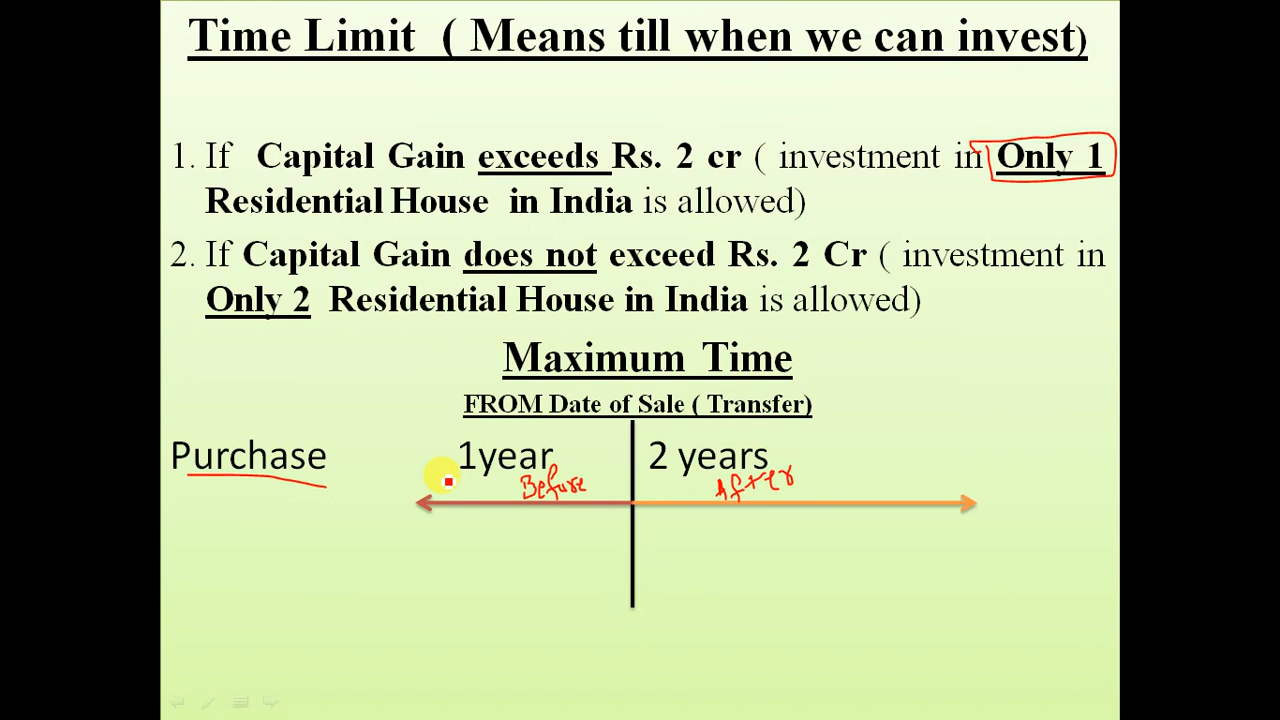 Time Limit ( Means till when we can invest)
1. If Capital Gain exceeds Rs. 2 cr ( investment in Only 1
Residential House in India is allowed)
2. If Capital Gain does not exceed Rs. 2 Cr ( investment in
Only 2 Residential House in India is allowed)
Maximum Time
FROM Date of Sale ( Transfer)
Purchase 1year 2 years
Before After